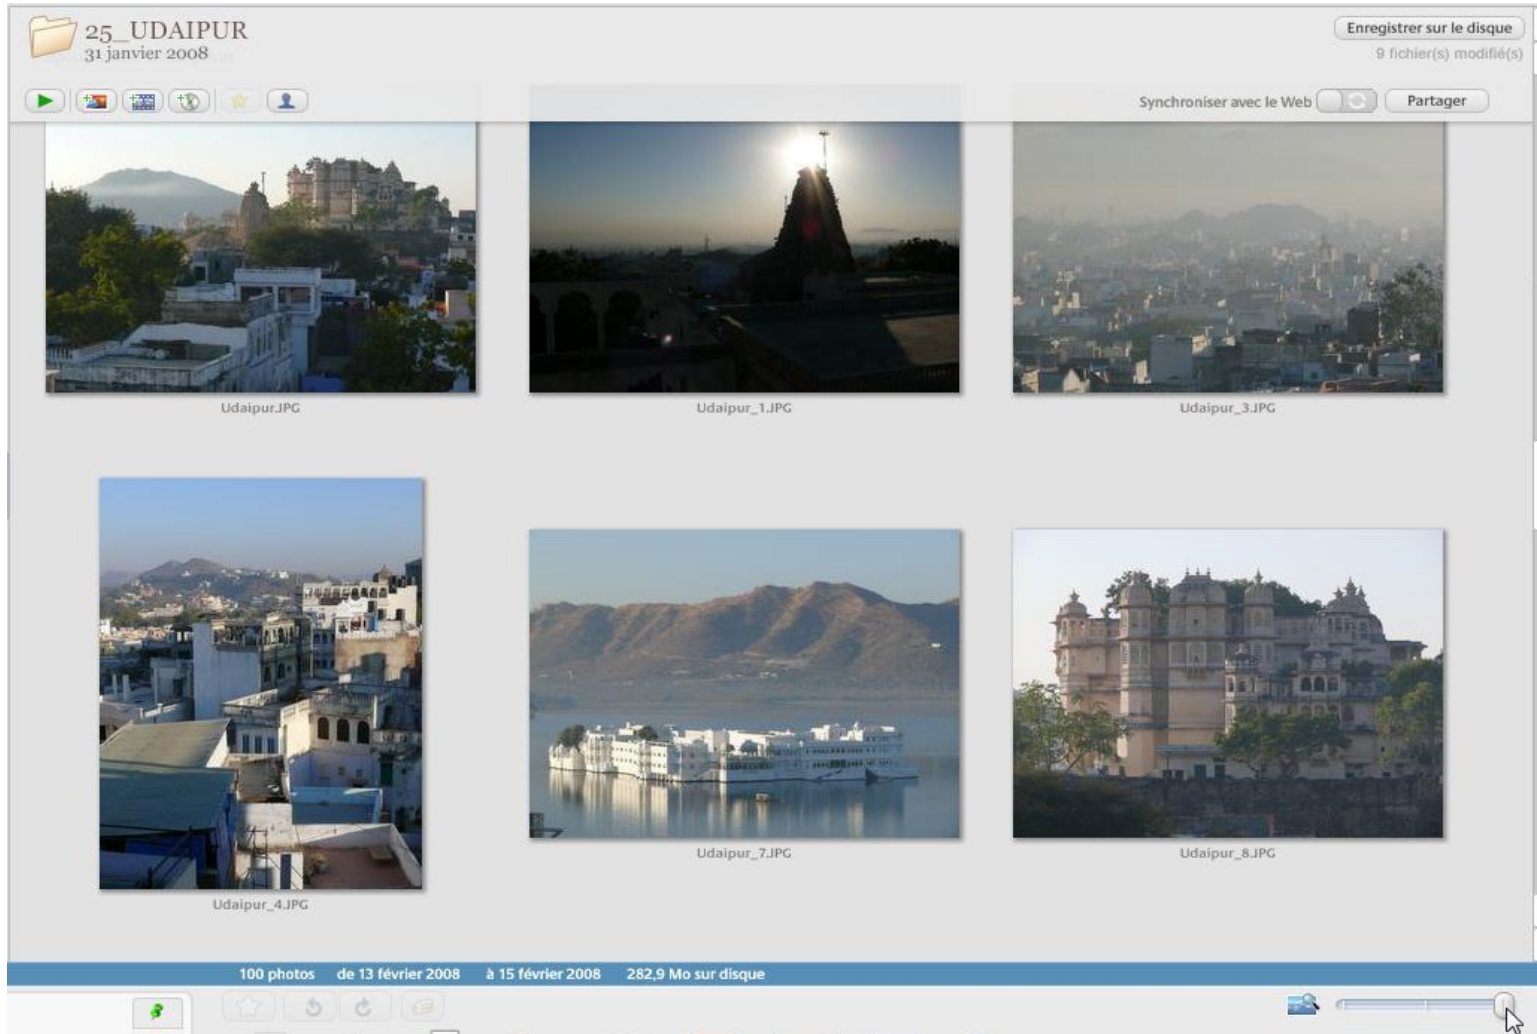 25_UDAIPUR
31 janvier 2008
Enregistrer sur le disque
9 fichier(s) modifié(s)
Synchroniser avec le Web
Partager
Udaipur.JPG
Udaipur_1.JPG
Udaipur_3.JPG
Udaipur_4.JPG
Udaipur_7.JPG
Udaipur_8.JPG
100 photos de 13 février 2008 à 15 février 2008 282,9 Mo sur disque